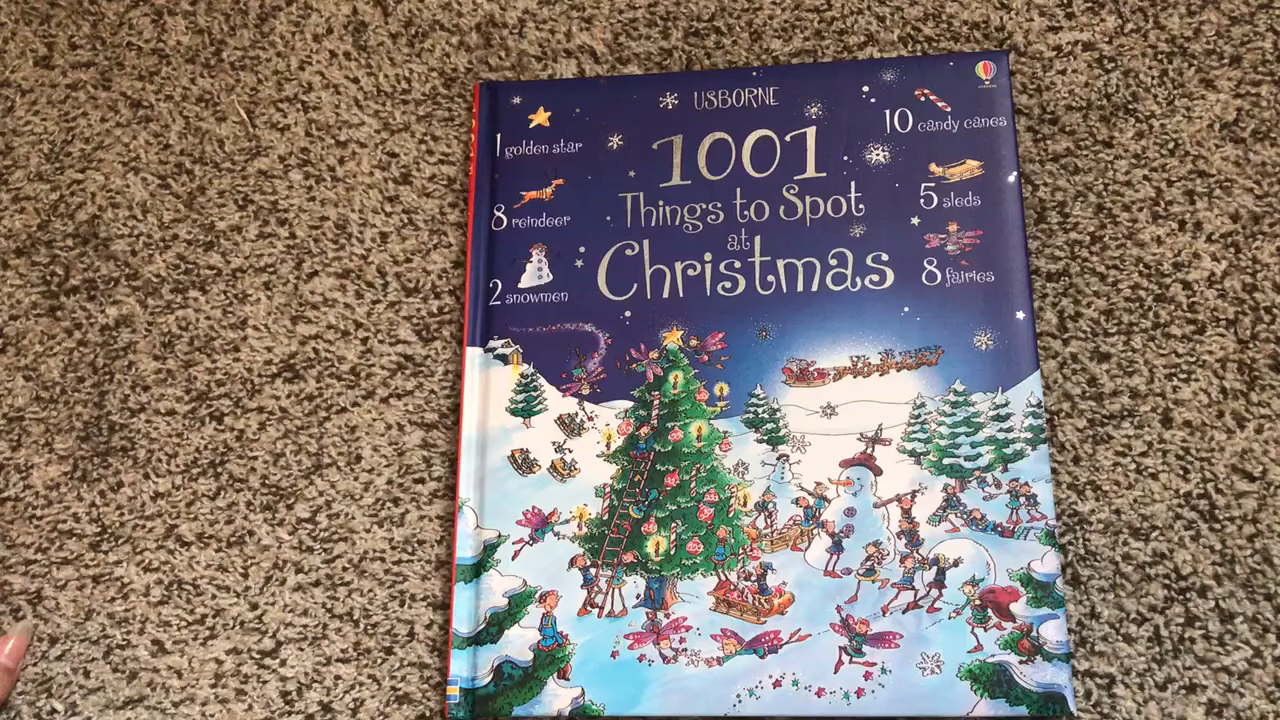 USBORNE
1001
Things to Spot
at
Christmas
1 golden star
8 reindeer
2 snowmen
10 candy canes
5 sleds
8 fairies